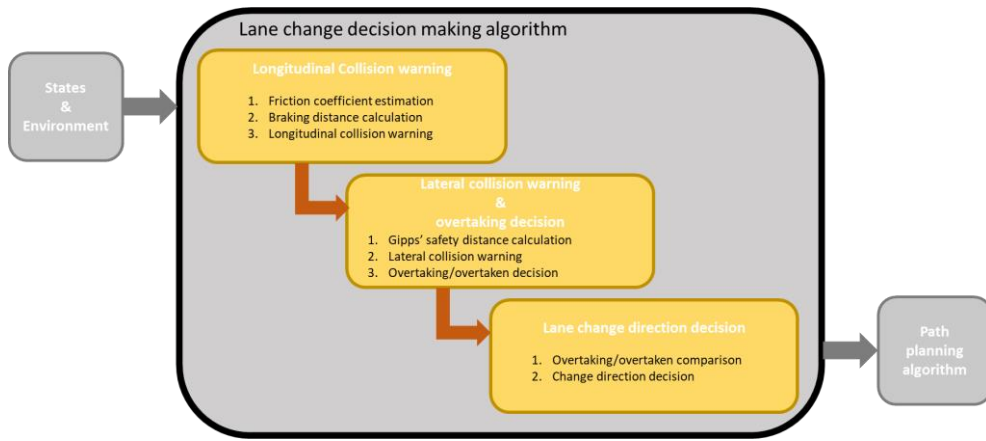 Lane change decision making algorithm
States
&
Environment
Longitudinal Collision warning
1. Friction coefficient estimation
2. Braking distance calculation
3. Longitudinal collision warning
Lateral collision warning
&
overtaking decision
1. Gipps' safety distance calculation
2. Lateral collision warning
3. Overtaking/overtaken decision
Lane change direction decision
1. Overtaking/overtaken comparison
2. Change direction decision
Path
planning
algorithm